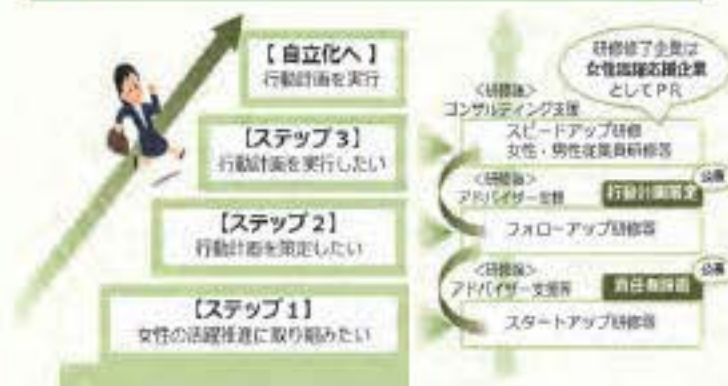 【 自立化へ 】
行動計画を実行
【ステップ3】
行動計画を実行したい
【ステップ2】
行動計画を策定したい
【ステップ1】
女性の活躍推進に取り組みたい
研修修了企業は
女性活躍応援企業
としてPR
<研修後>
コンサルティング支援
スピードアップ研修
女性・男性従業員研修等
<研修後>
アドバイザー支援
行動計画策定
公表
フォローアップ研修等
<研修後>
アドバイザー支援等
責任者設置
公表
スタートアップ研修等